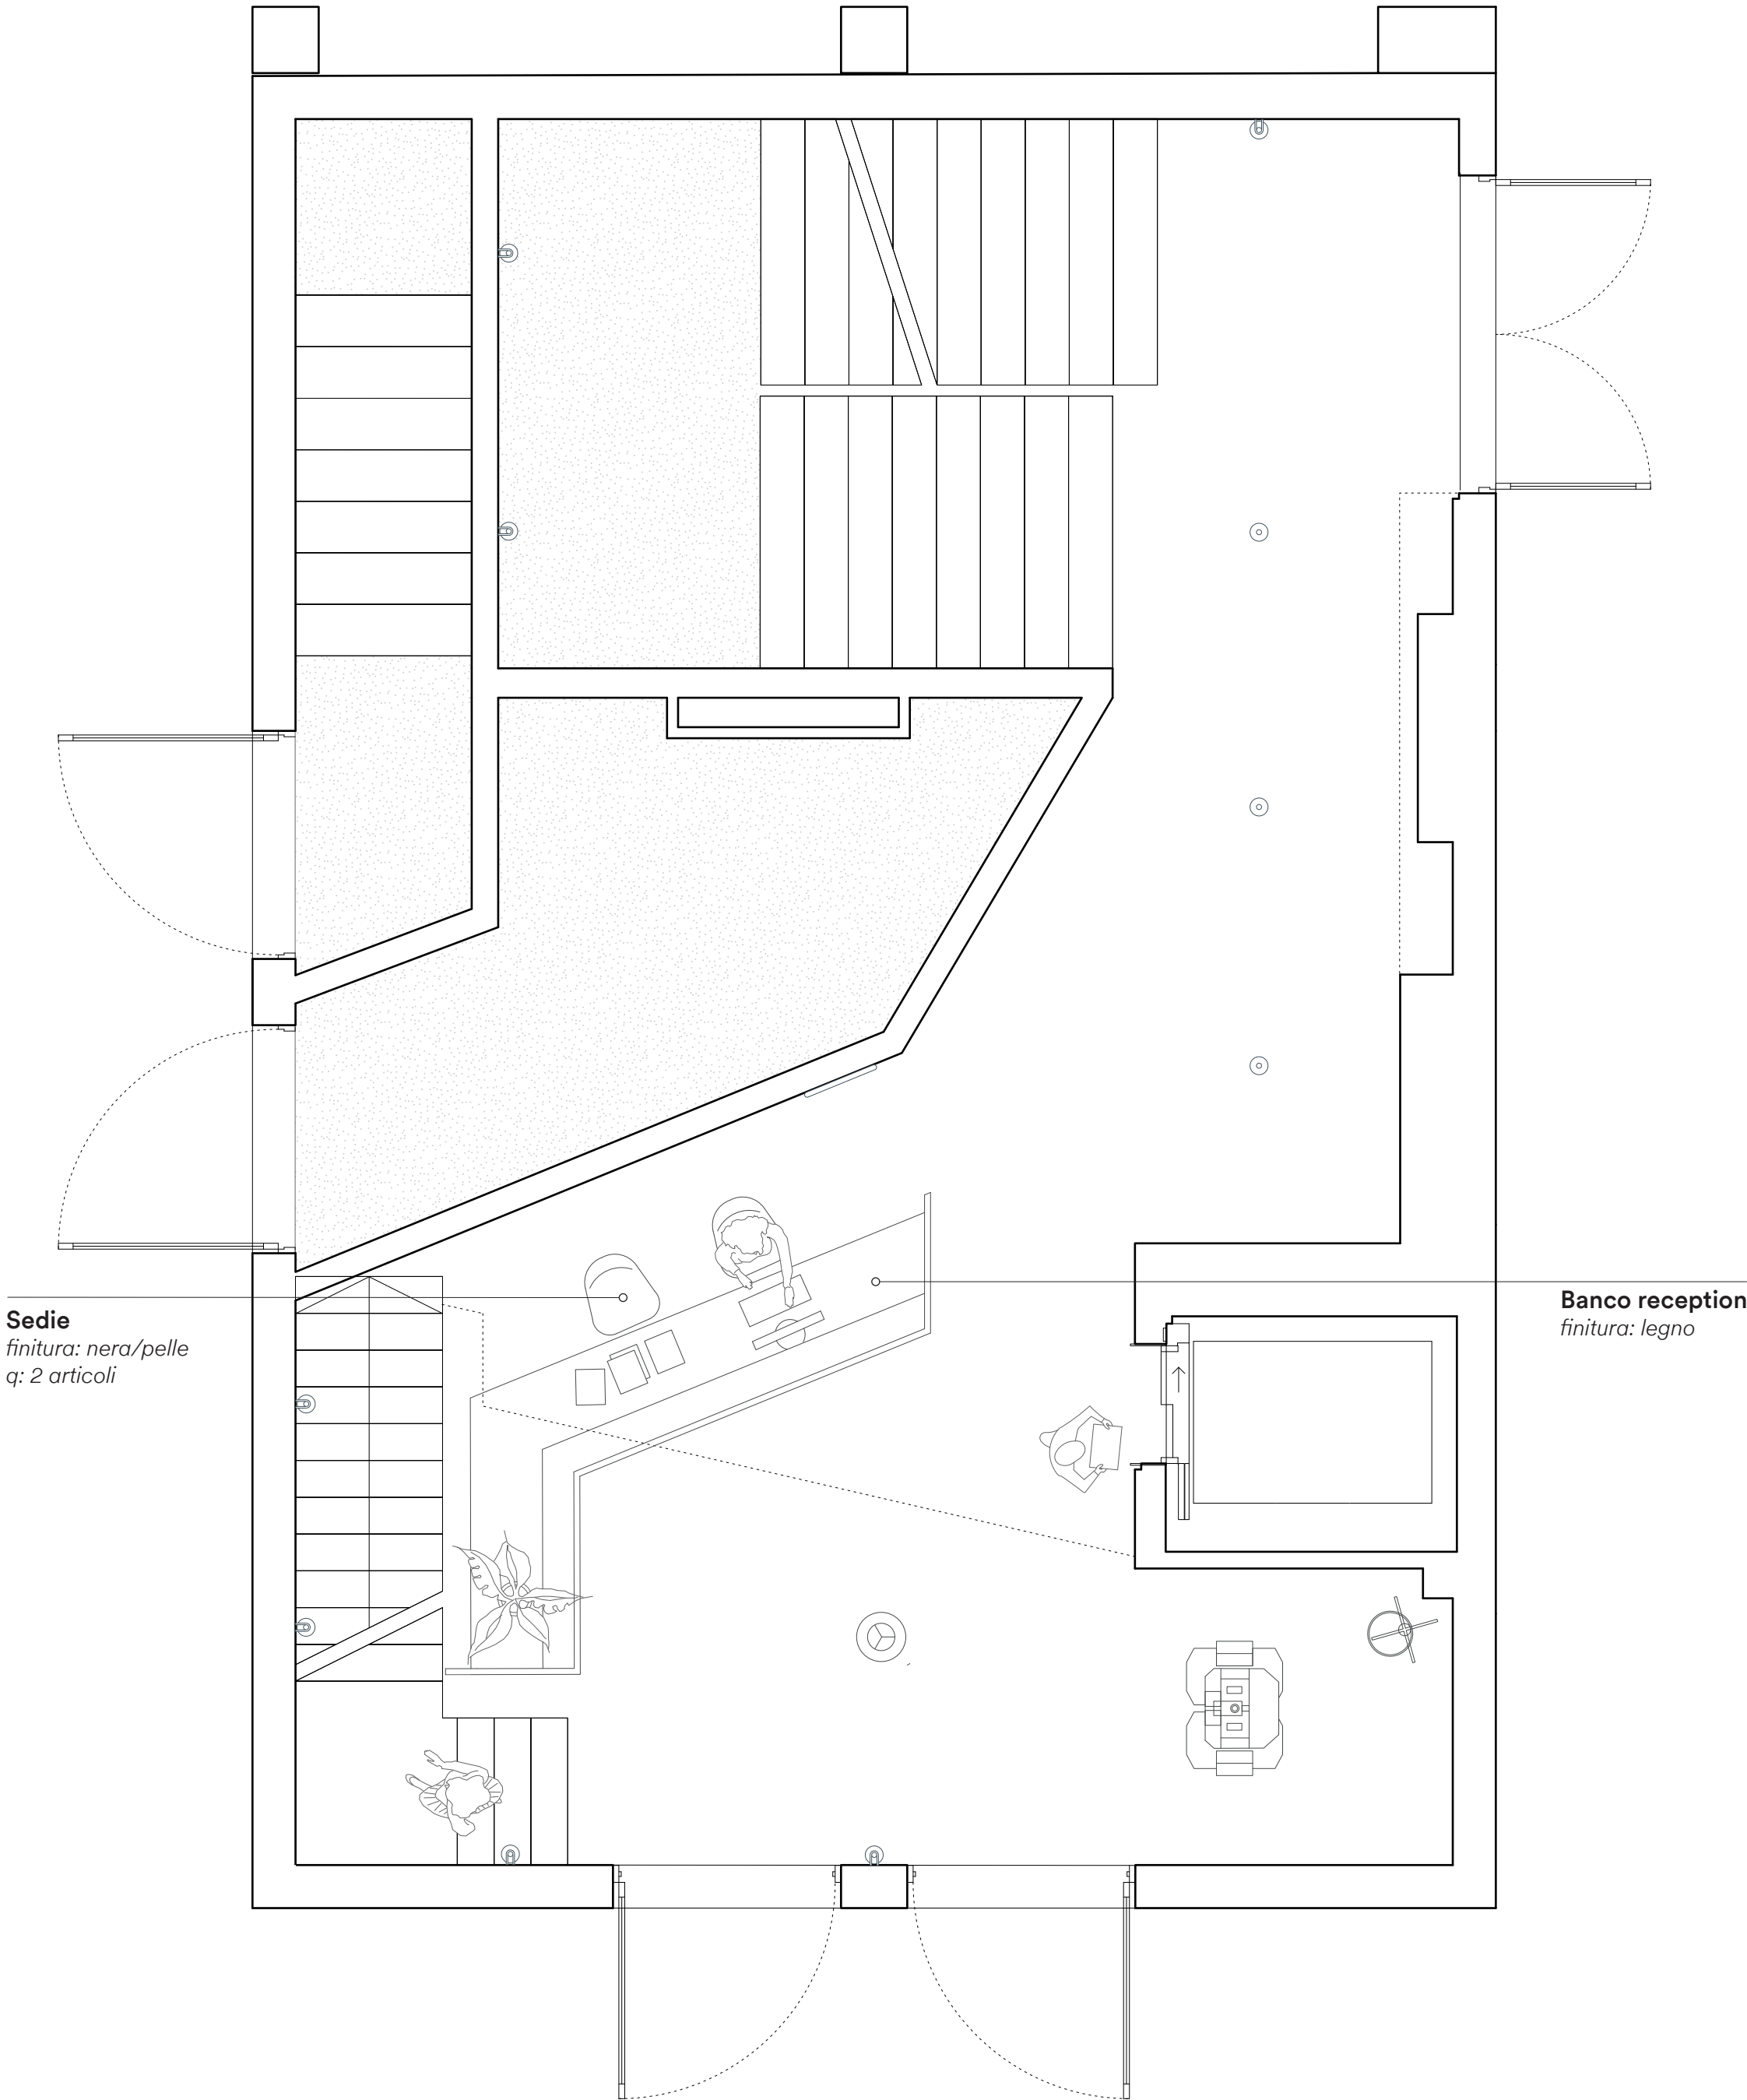 Sedie
finitura: nera/pelle
q: 2 articoli
Banco reception
finitura: legno